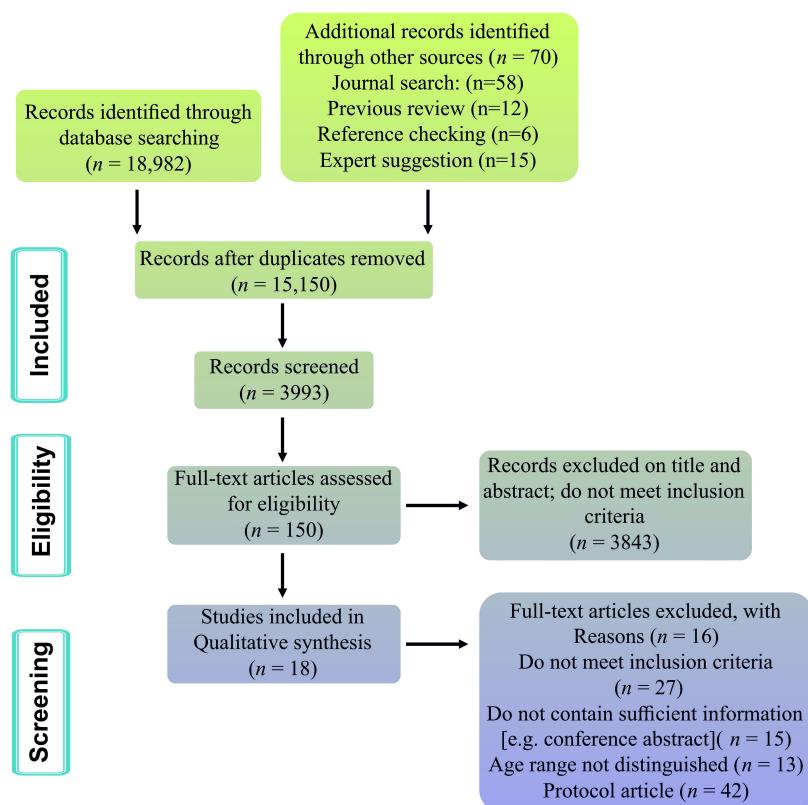 Additional records identified
through other sources (n = 70)
Journal search: (n=58)
Previous review (n=12)
Reference checking (n=6)
Expert suggestion (n=15)
Records identified through
database searching
(n = 18,982)
Included
Records after duplicates removed
(n = 15,150)
Records screened
(n = 3993)
Eligibility
Full-text articles assessed
for eligibility
(n = 150)
Records excluded on title and
abstract; do not meet inclusion
criteria
(n = 3843)
Screening
Studies included in
Qualitative synthesis
(n = 18)
Full-text articles excluded, with
Reasons (n = 16)
Do not meet inclusion criteria
(n = 27)
Do not contain sufficient information
[e.g. conference abstract]( n = 15)
Age range not distinguished (n = 13)
Protocol article (n = 42)